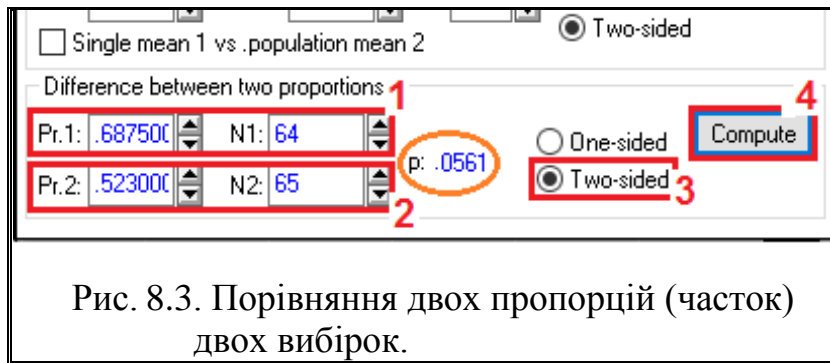 Single mean 1 vs .population mean 2
Two-sided
Difference between two proportions
1
4
Pr.1: .687500 N1: 64
One-sided
Compute
p: .0561
Pr.2: .523000 N2: 65
Two-sided
3
2
Рис. 8.3. Порівняння двох пропорцій (часток)
двох вибірок.